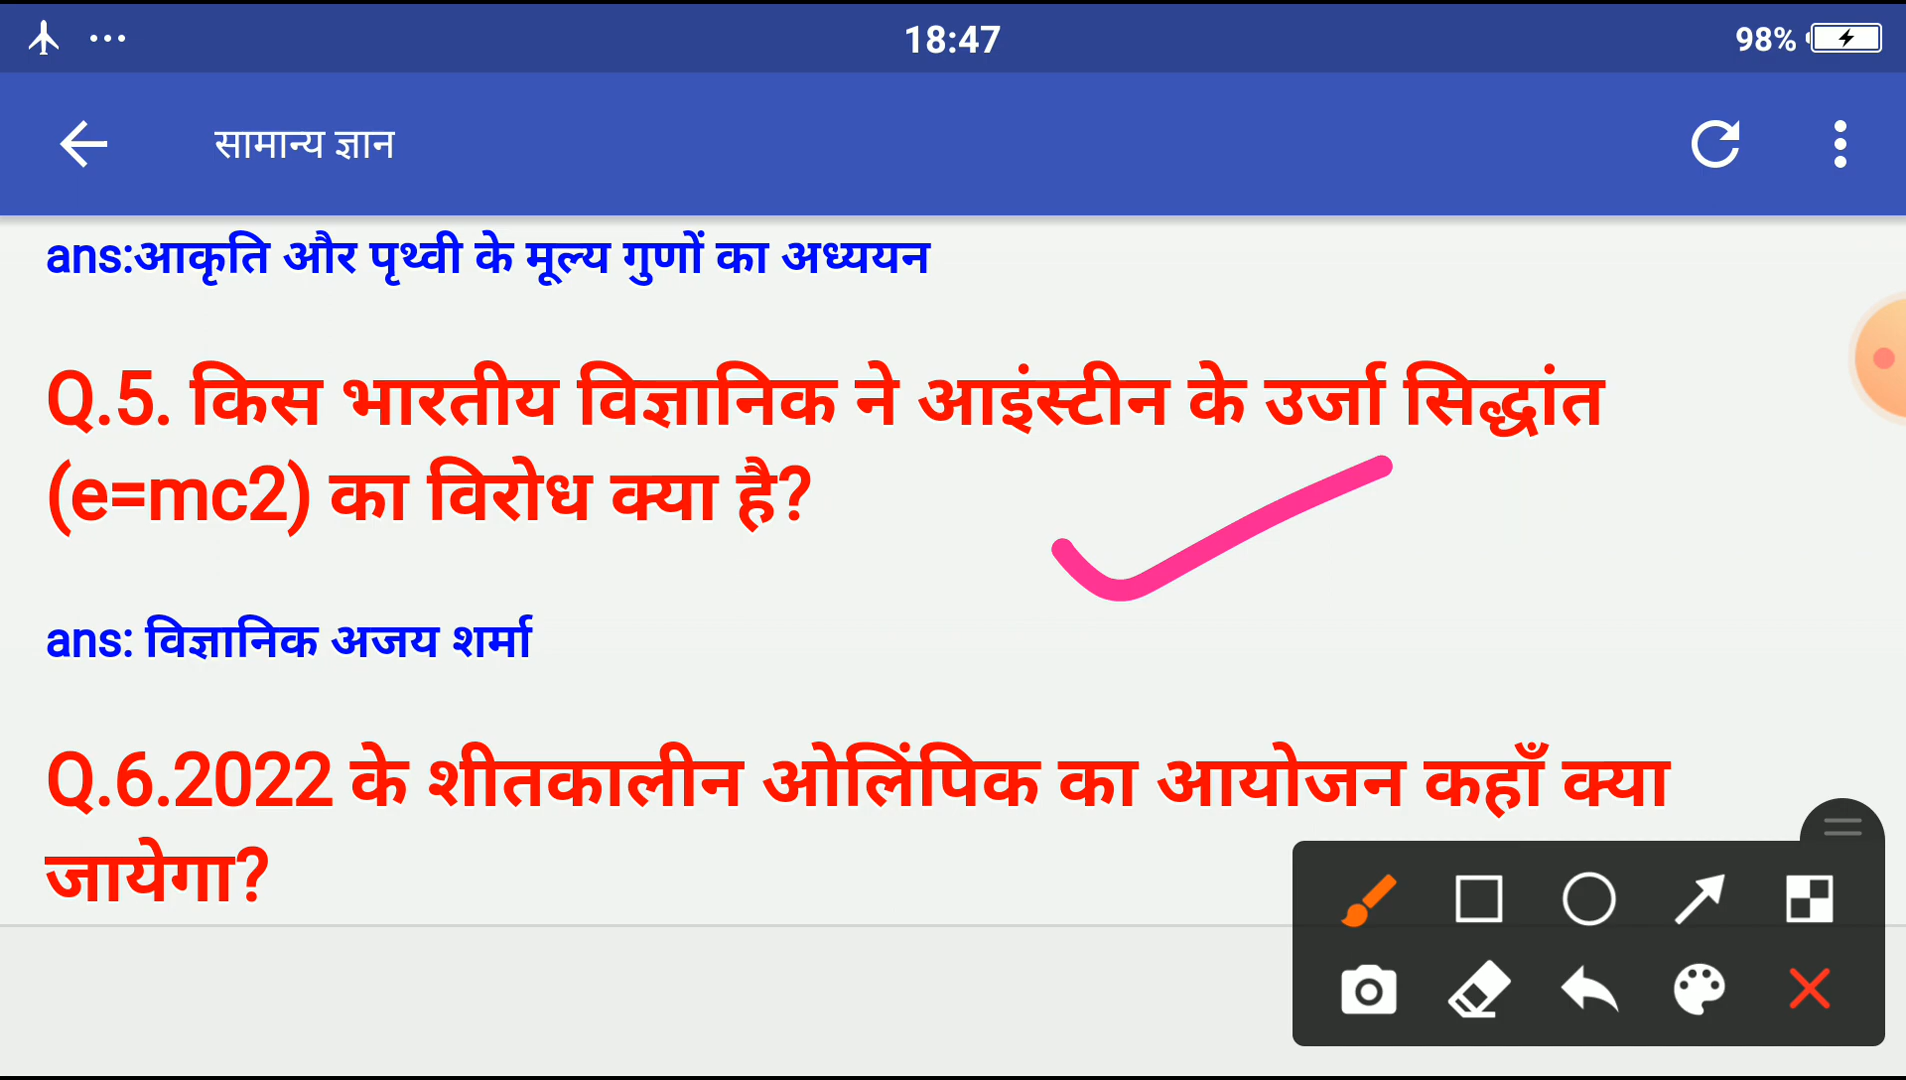 18:47
98%
सामान्य ज्ञान
ans:आकृति और पृथ्वी के मूल्य गुणों का अध्ययन
Q.5. किस भारतीय विज्ञानिक ने आइंस्टीन के उर्जा सिद्धांत
(e=mc2) का विरोध क्या है?
ans: विज्ञानिक अजय शर्मा
Q.6.2022 के शीतकालीन ओलिंपिक का आयोजन कहाँ क्या
जायेगा?